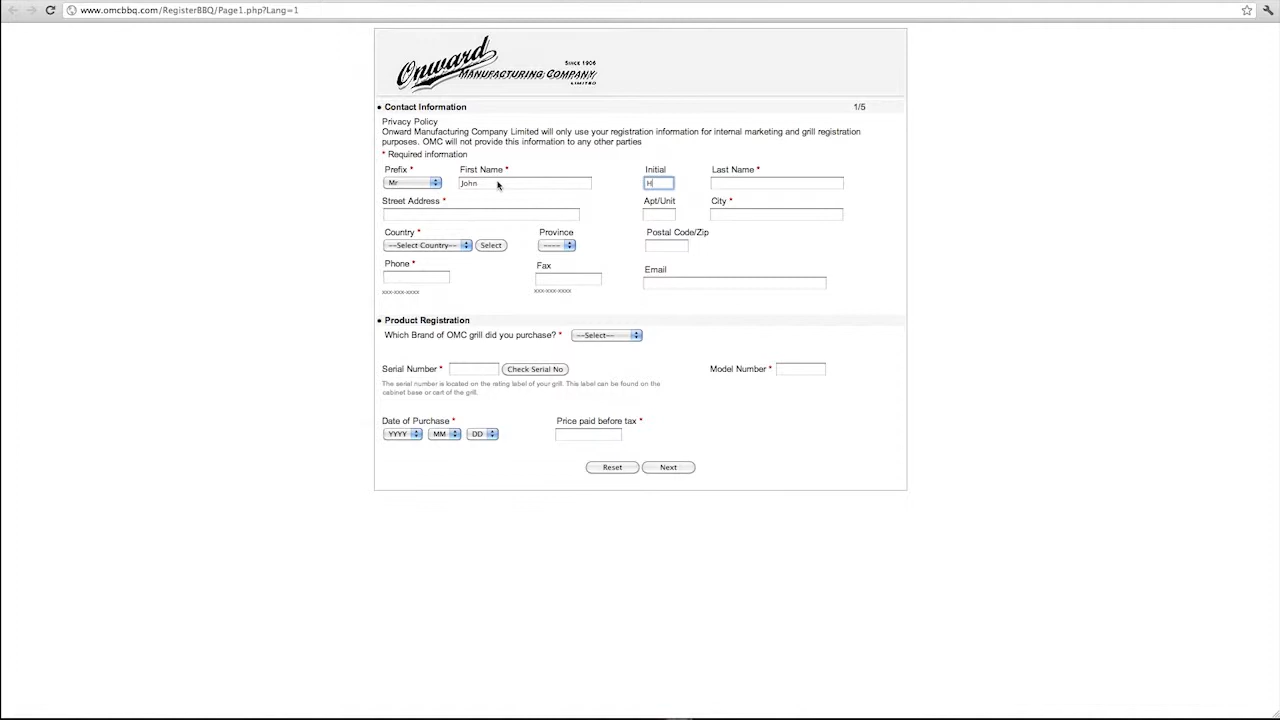 www.omcbbq.com/RegisterBBQ/Page1.php?Lang=1
Onward
SINCE 1906
MANUFACTURING COMPANY
LIMITED
• Contact Information 1/5
Privacy Policy
Onward Manufacturing Company Limited will only use your registration information for internal marketing and grill registration
purposes. OMC will not provide this information to any other parties
* Required information
Prefix * First Name * Initial Last Name *
Mr John H
Street Address * Apt/Unit City *
Country * Province Postal Code/Zip
---Select Country--- Select ----
Phone * Fax Email
xxx-xxx-xxxx xxx-xxx-xxxx
• Product Registration
Which Brand of OMC grill did you purchase? * ---Select---
Serial Number * Check Serial No Model Number *
The serial number is located on the rating label of your grill. This label can be found on the
cabinet base or cart of the grill.
Date of Purchase * Price paid before tax *
YYYY MM DD
Reset Next